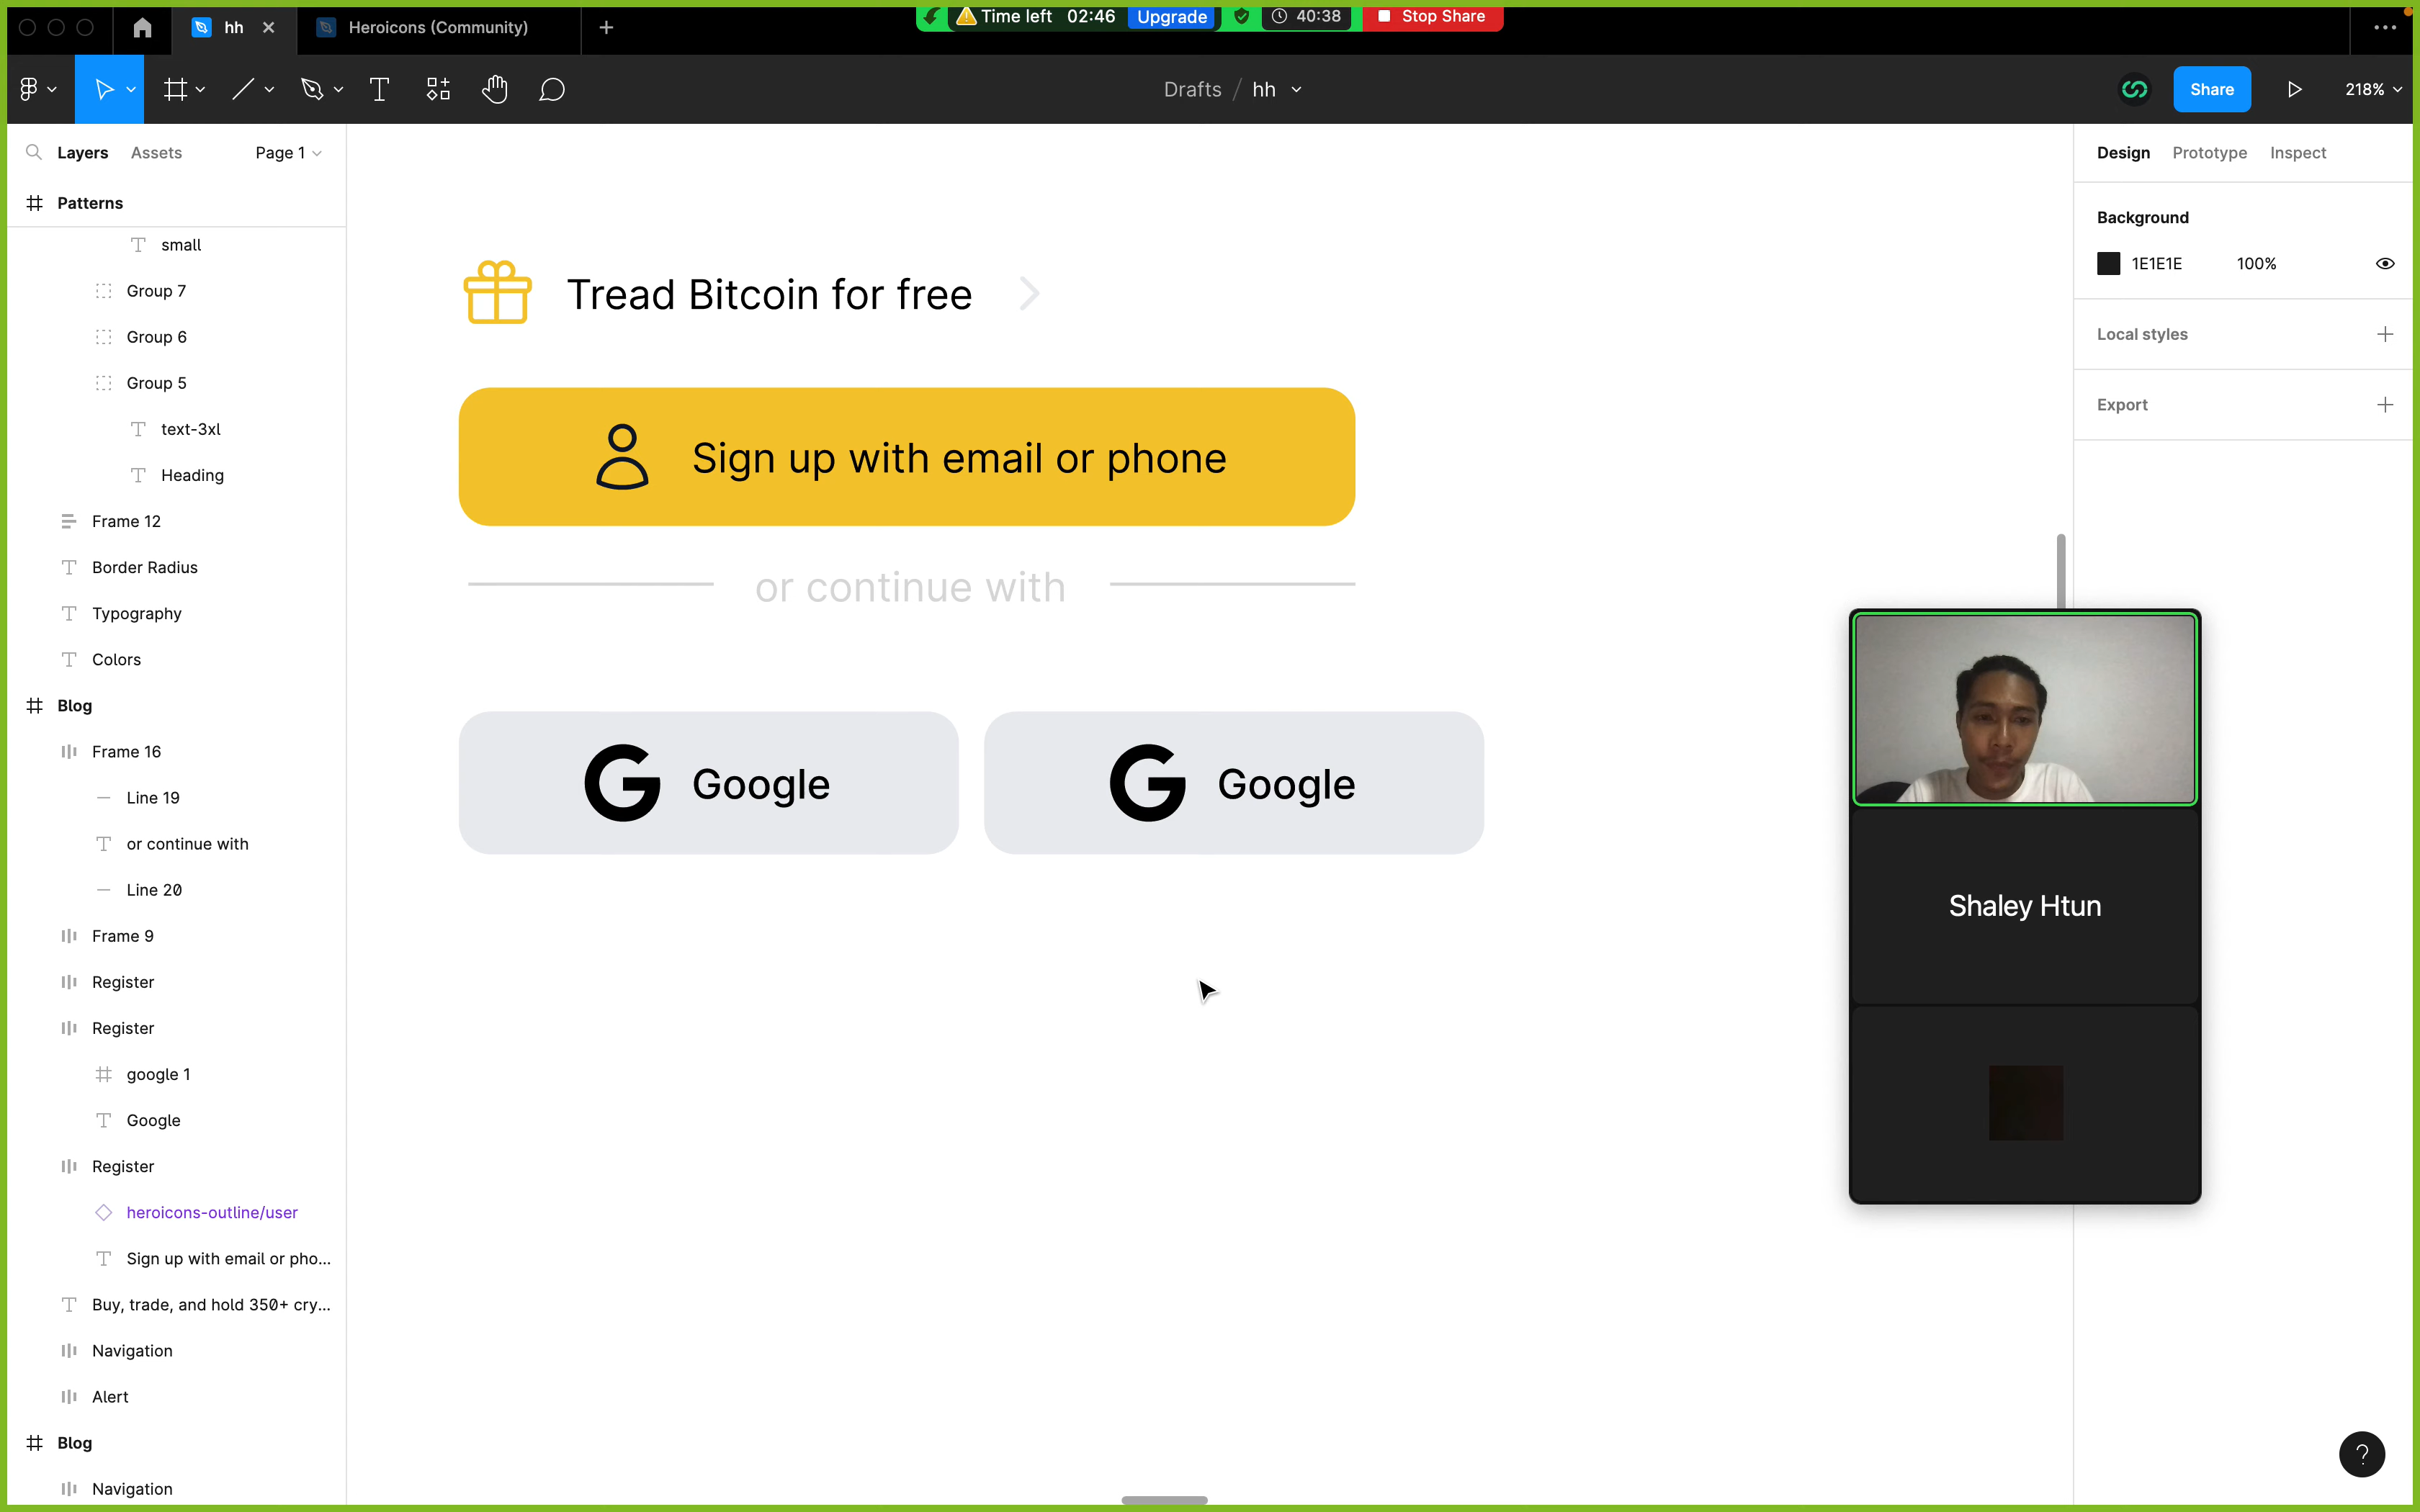 hh
Heroicons (Community)
Time left 02:46
Upgrade
40:38
Stop Share
Drafts / hh
Share
218%
Layers
Assets
Page 1
Patterns
small
Group 7
Group 6
Group 5
text-3xl
Heading
Frame 12
Border Radius
Typography
Colors
Blog
Frame 16
Line 19
or continue with
Line 20
Frame 9
Register
Register
google 1
Google
Register
heroicons-outline/user
Sign up with email or pho...
Buy, trade, and hold 350+ cry...
Navigation
Alert
Blog
Navigation
Tread Bitcoin for free
Sign up with email or phone
or continue with
G Google
G Google
Design
Prototype
Inspect
Background
1E1E1E
100%
Local styles
Export
Shaley Htun
?